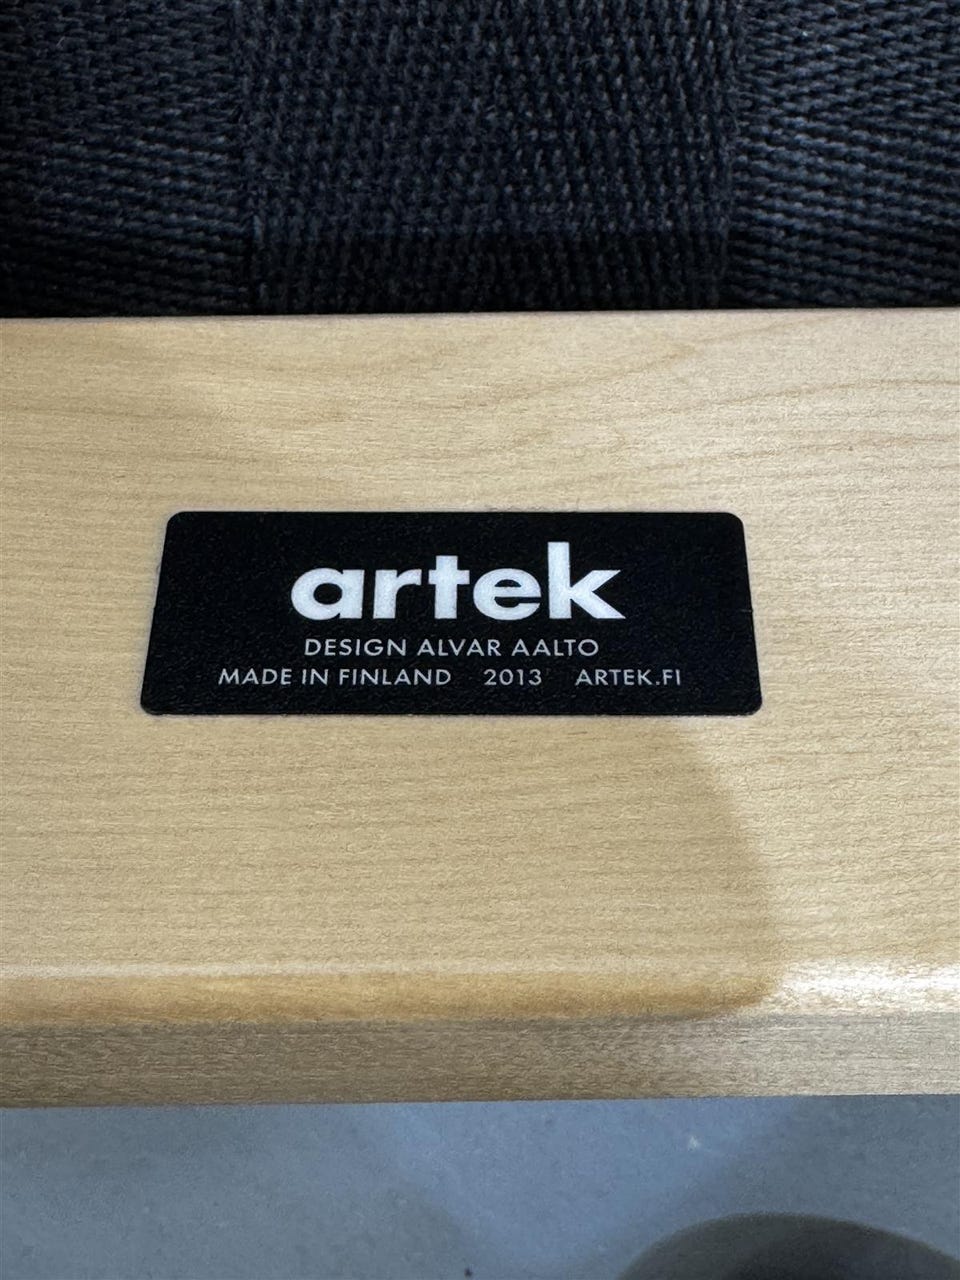 artek
DESIGN ALVAR AALTO
MADE IN FINLAND 2013 ARTEK.FI